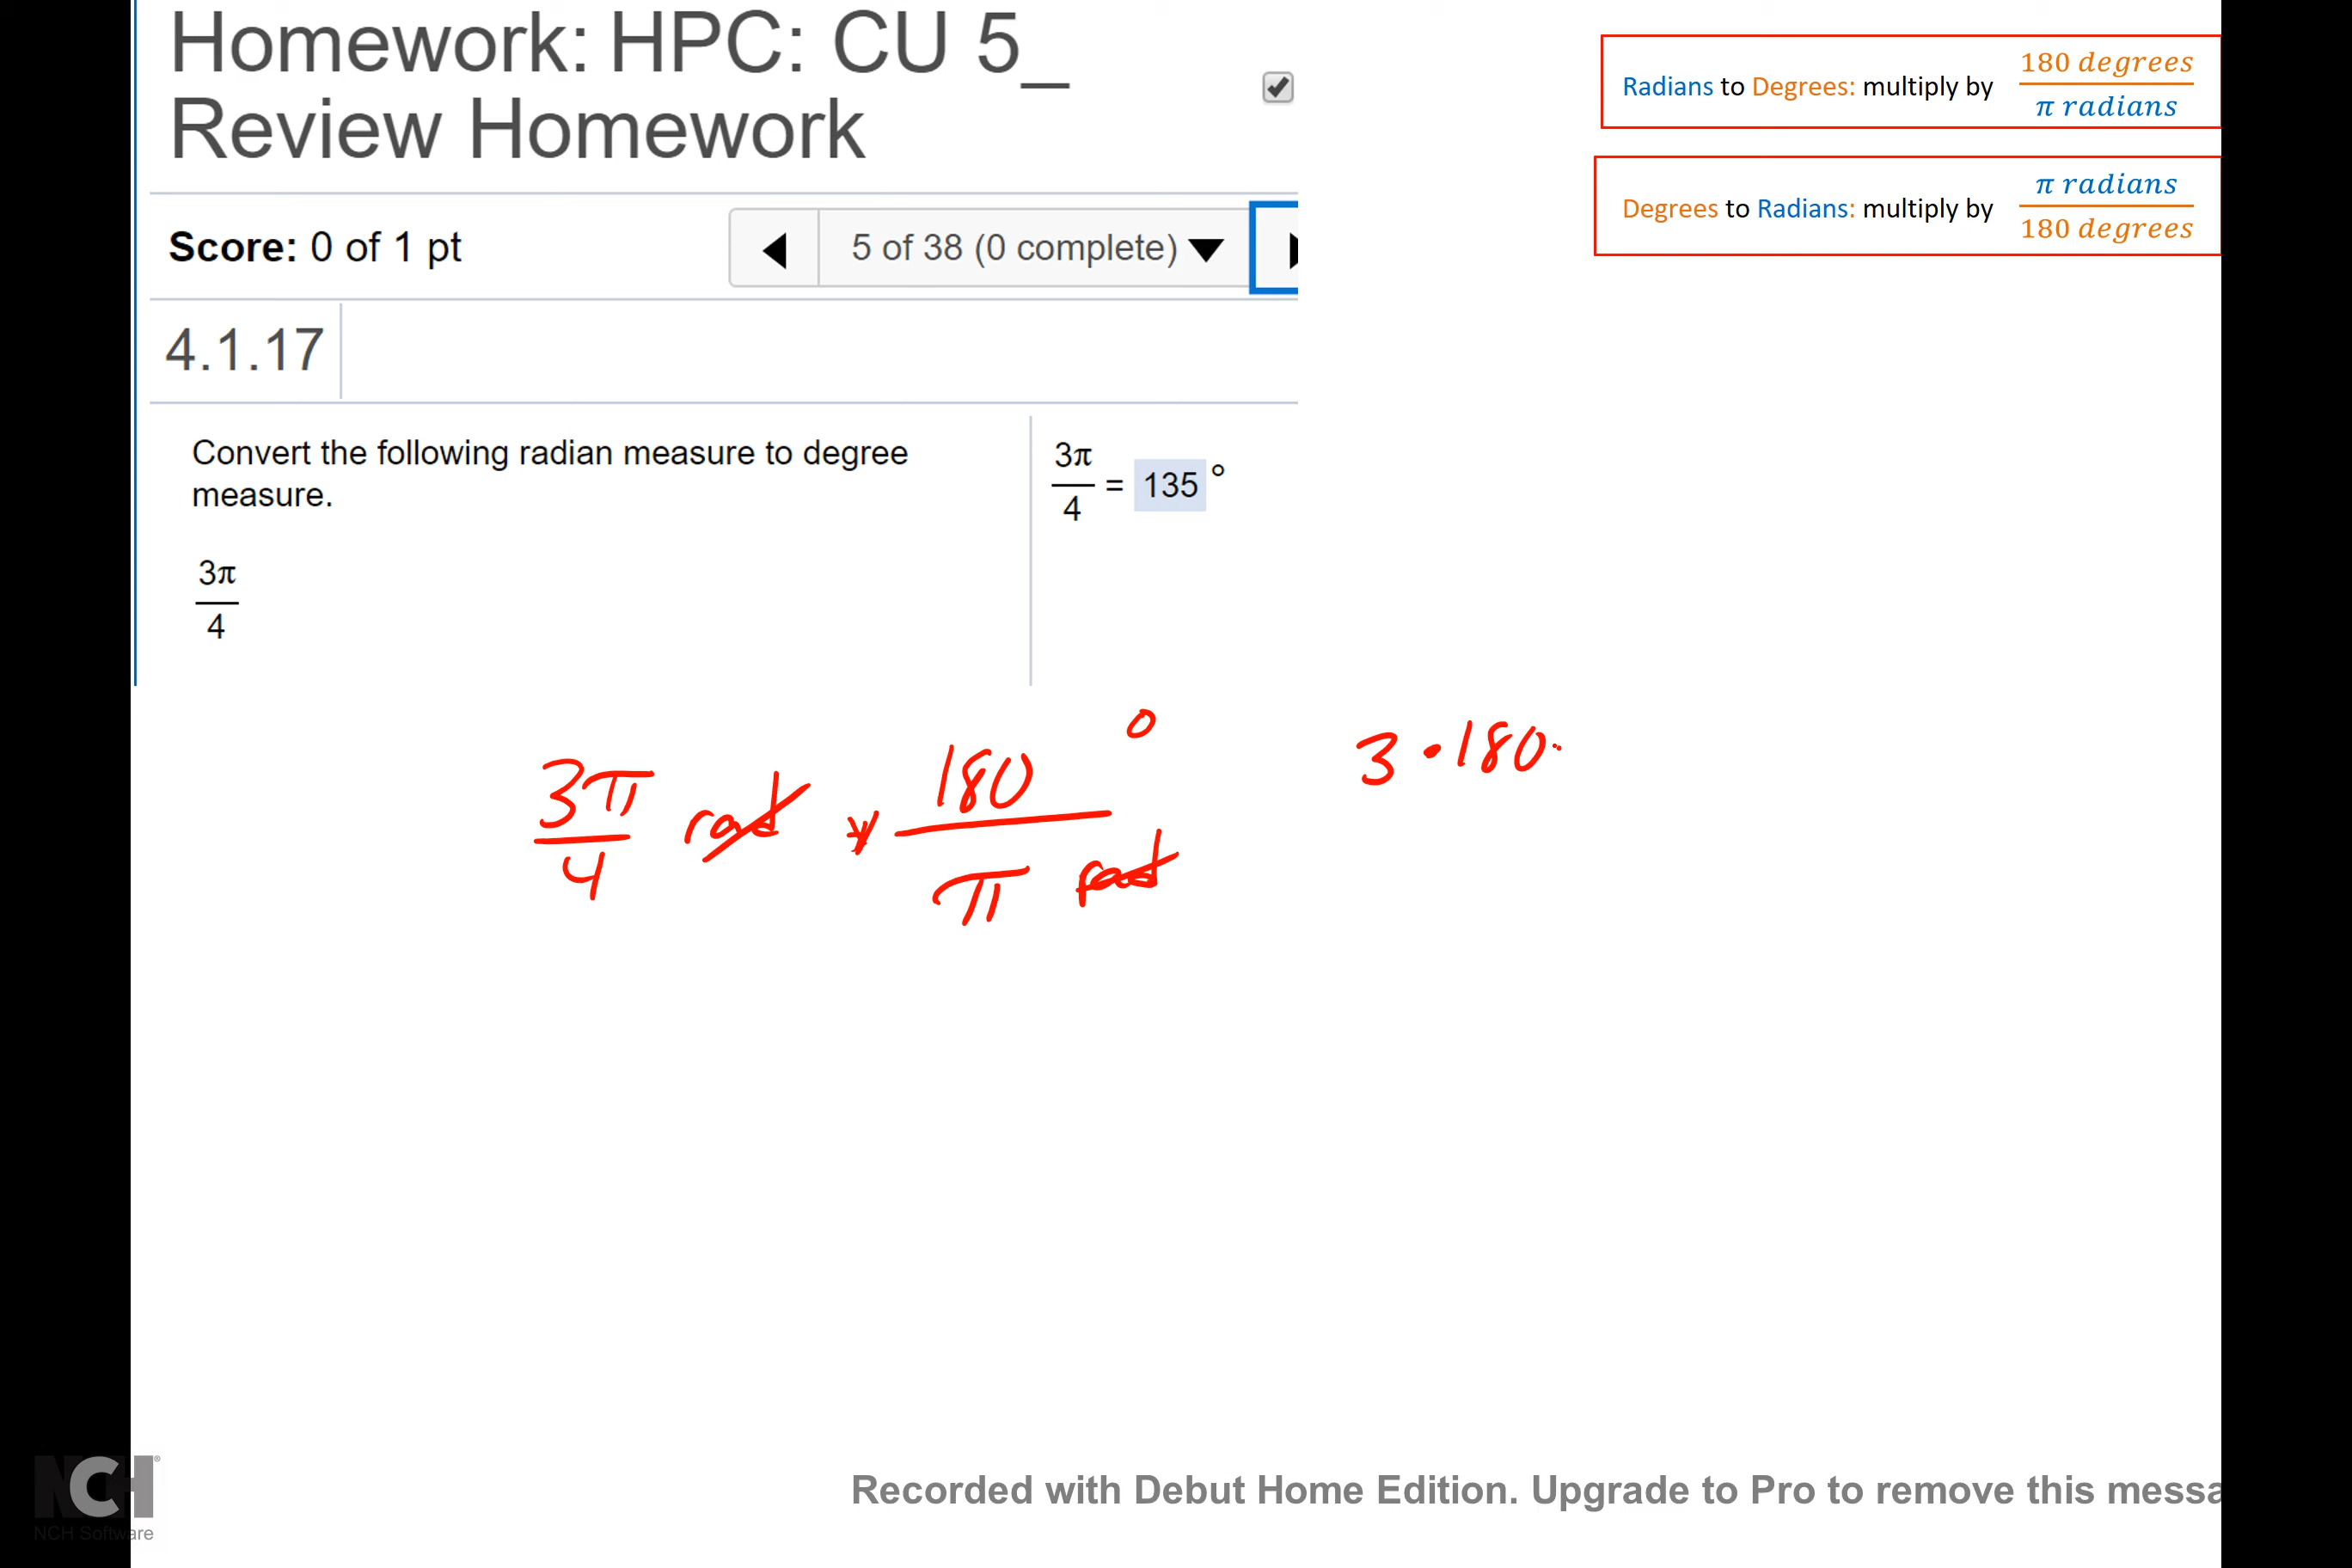 Homework: HPC: CU 5_
Review Homework
Score: 0 of 1 pt
5 of 38 (0 complete)
4.1.17
Convert the following radian measure to degree
measure.
3π
4
3π
4
= 135 °
Radians to Degrees: multiply by 180 degrees
π radians
Degrees to Radians: multiply by π radians
180 degrees
3π/4 rad * 180°/π rad
3 · 180·
NCH®
NCH Software
Recorded with Debut Home Edition. Upgrade to Pro to remove this messa